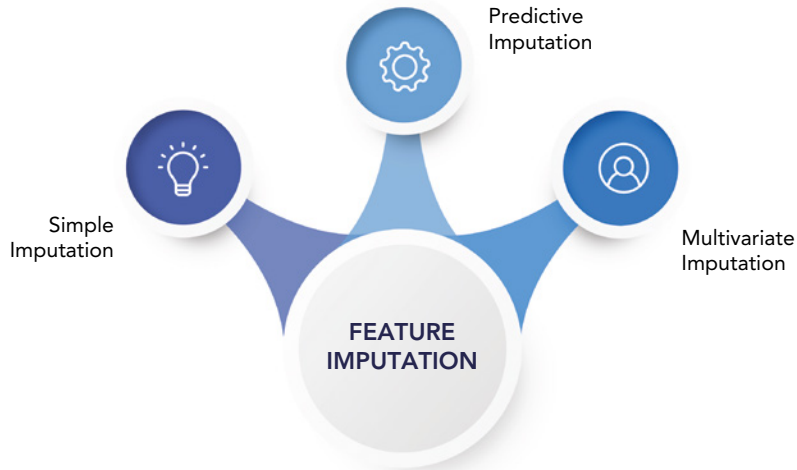 Predictive
Imputation
Simple
Imputation
Multivariate
Imputation
FEATURE
IMPUTATION